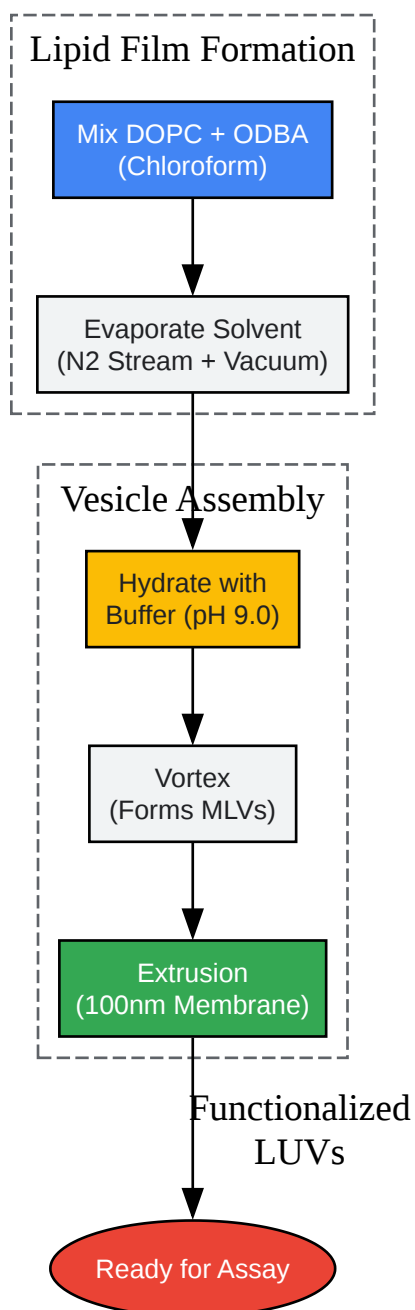 Lipid Film Formation
Mix DOPC + ODBA
(Chloroform)
Evaporate Solvent
(N2 Stream + Vacuum)
Vesicle Assembly
Hydrate with
Buffer (pH 9.0)
Vortex
(Forms MLVs)
Extrusion
(100nm Membrane)
Functionalized
LUVs
Ready for Assay